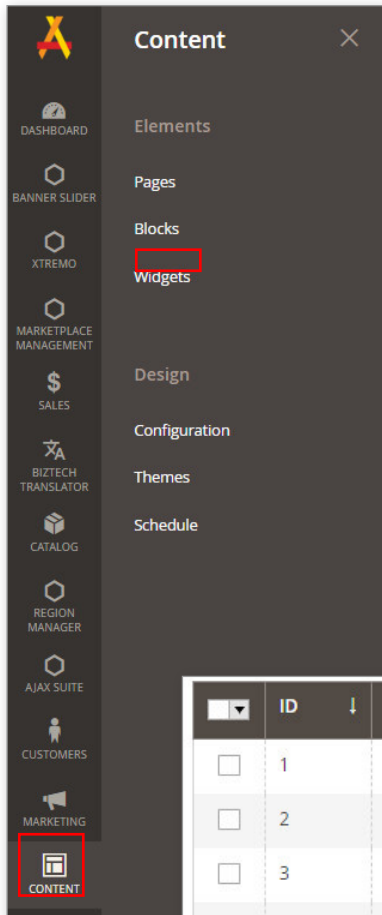 Content
DASHBOARD
BANNER SLIDER
XTREMO
MARKETPLACE
MANAGEMENT
$
SALES
BIZTECH
TRANSLATOR
CATALOG
REGION
MANAGER
AJAX SUITE
CUSTOMERS
MARKETING
CONTENT
Elements
Pages
Blocks
Widgets
Design
Configuration
Themes
Schedule
ID ↓
1
2
3